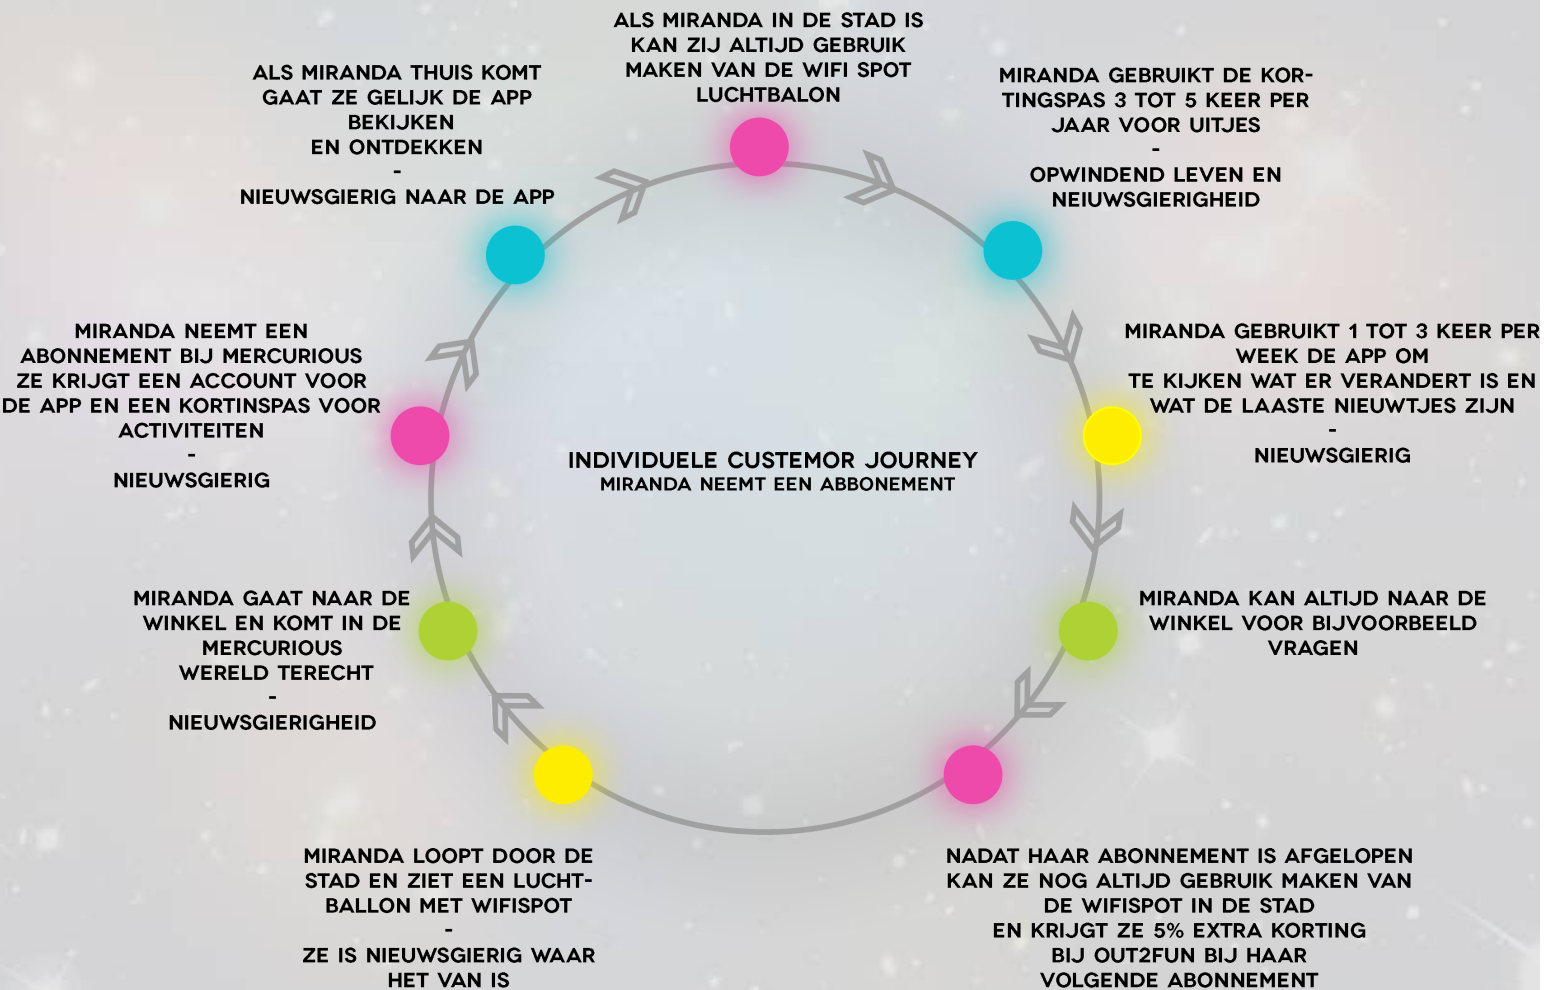 ALS MIRANDA IN DE STAD IS
KAN ZIJ ALTIJD GEBRUIK
MAKEN VAN DE WIFI SPOT
LUCHTBALON
MIRANDA GEBRUIKT DE KOR-
TINGSPAS 3 TOT 5 KEER PER
JAAR VOOR UITJES
-
OPWINDEND LEVEN EN
NEIUWSGIERIGHEID
MIRANDA GEBRUIKT 1 TOT 3 KEER PER
WEEK DE APP OM
TE KIJKEN WAT ER VERANDERT IS EN
WAT DE LAASTE NIEUWTJES ZIJN
-
NIEUWSGIERIG
MIRANDA KAN ALTIJD NAAR DE
WINKEL VOOR BIJVOORBEELD
VRAGEN
NADAT HAAR ABONNEMENT IS AFGELOPEN
KAN ZE NOG ALTIJD GEBRUIK MAKEN VAN
DE WIFISPOT IN DE STAD
EN KRIJGT ZE 5% EXTRA KORTING
BIJ OUT2FUN BIJ HAAR
VOLGENDE ABONNEMENT
MIRANDA LOOPT DOOR DE
STAD EN ZIET EEN LUCHT-
BALLON MET WIFISPOT
-
ZE IS NIEUWSGIERIG WAAR
HET VAN IS
MIRANDA GAAT NAAR DE
WINKEL EN KOMT IN DE
MERCURIOUS
WERELD TERECHT
-
NIEUWSGIERIGHEID
MIRANDA NEEMT EEN
ABONNEMENT BIJ MERCURIOUS
ZE KRIJGT EEN ACCOUNT VOOR
DE APP EN EEN KORTINSPAS VOOR
ACTIVITEITEN
-
NIEUWSGIERIG
ALS MIRANDA THUIS KOMT
GAAT ZE GELIJK DE APP
BEKIJKEN
EN ONTDEKKEN
-
NIEUWSGIERIG NAAR DE APP
INDIVIDUELE CUSTEMOR JOURNEY
MIRANDA NEEMT EEN ABBONEMENT